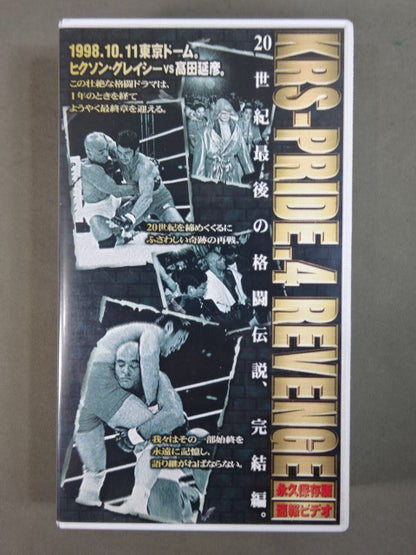 1998.10.11東京ドーム。
ヒクソン・グレイシーvs高田延彦。
この壮絶な格闘ドラマは、
1年のときを経て
ようやく最終章を迎える。
20世紀最後の格闘伝説、完結編。
KRS-PRIDE.4 REVENGE
20世紀を締めくくるに
ふさわしい奇跡の再戦。
我々はその一部始終を
永遠に記憶し、
語り継がねばならない。
永久保存版
速報ビデオ